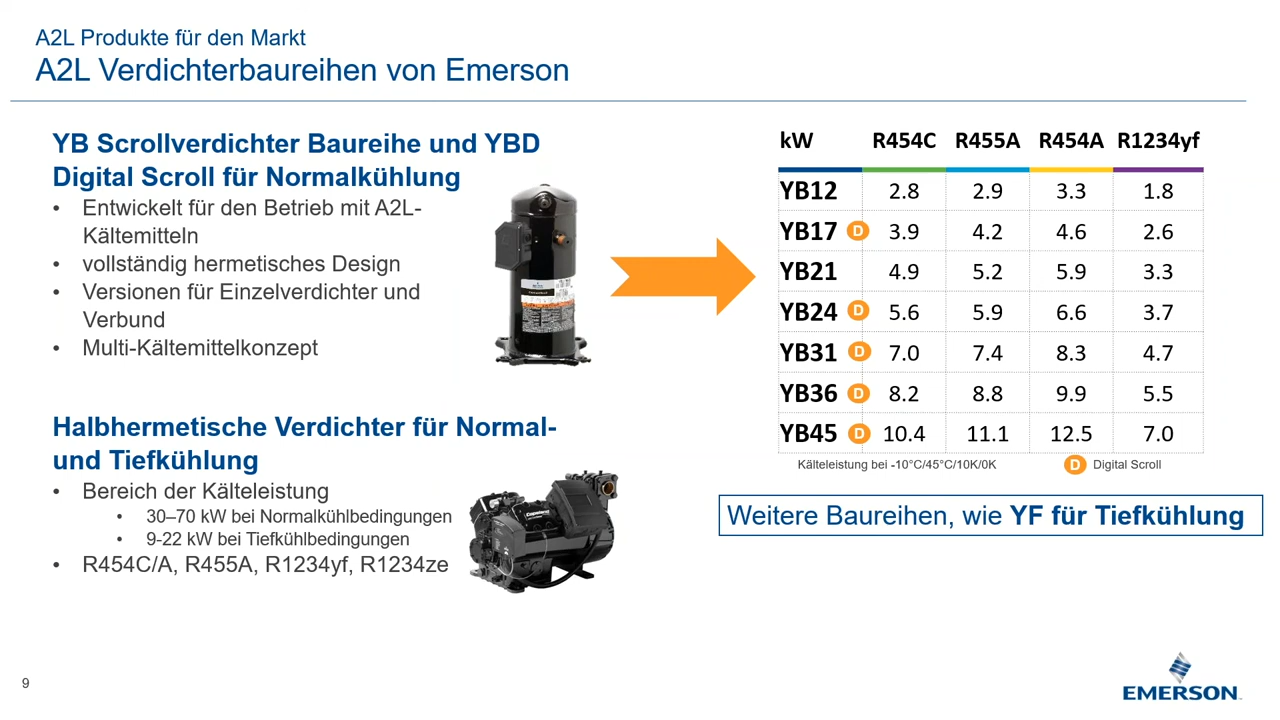 A2L Produkte für den Markt
A2L Verdichterbaureihen von Emerson
YB Scrollverdichter Baureihe und YBD
Digital Scroll für Normalkühlung
• Entwickelt für den Betrieb mit A2L-
Kältemitteln
• vollständig hermetisches Design
• Versionen für Einzelverdichter und
Verbund
• Multi-Kältemittelkonzept
Halbhermetische Verdichter für Normal-
und Tiefkühlung
• Bereich der Kälteleistung
• 30–70 kW bei Normalkühlbedingungen
• 9-22 kW bei Tiefkühlbedingungen
• R454C/A, R455A, R1234yf, R1234ze
kW R454C R455A R454A R1234yf
YB12 2.8 2.9 3.3 1.8
YB17 D 3.9 4.2 4.6 2.6
YB21 4.9 5.2 5.9 3.3
YB24 D 5.6 5.9 6.6 3.7
YB31 D 7.0 7.4 8.3 4.7
YB36 D 8.2 8.8 9.9 5.5
YB45 D 10.4 11.1 12.5 7.0
Kälteleistung bei -10°C/45°C/10K/0K D Digital Scroll
Weitere Baureihen, wie YF für Tiefkühlung
9
EMERSON